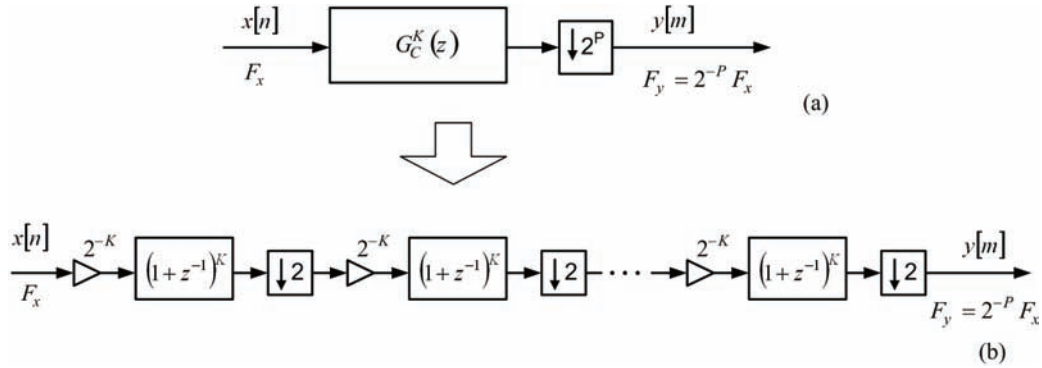 x[n] G_C^K(z) ↓2^P y[m]
F_x F_y = 2^{-P} F_x
(a)
x[n] 2^{-K} (1+z^{-1})^K ↓2 2^{-K} (1+z^{-1})^K ↓2 ··· 2^{-K} (1+z^{-1})^K ↓2 y[m]
F_x F_y = 2^{-P} F_x
(b)